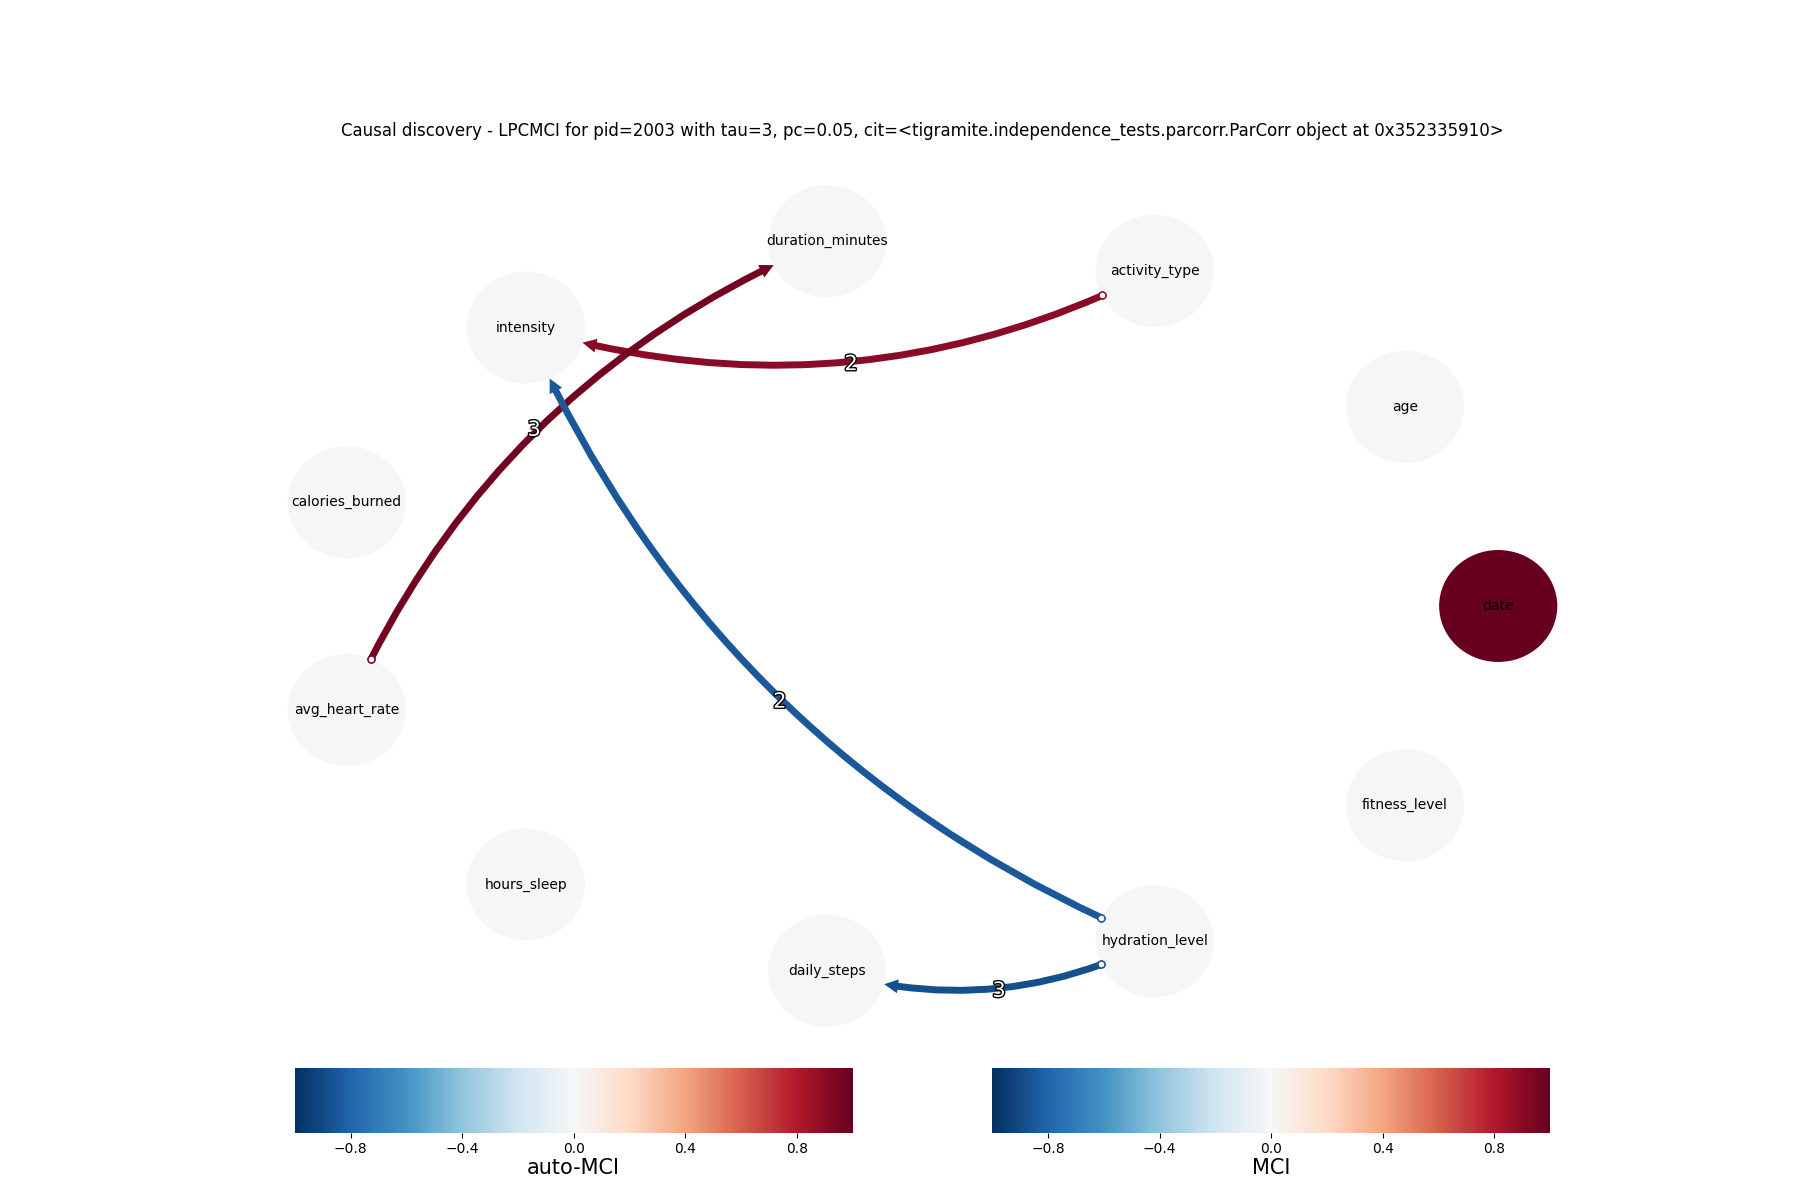 Causal discovery - LPCMCI for pid=2003 with tau=3, pc=0.05, cit=<tigramite.independence_tests.parcorr.ParCorr object at 0x352335910>
duration_minutes
activity_type
intensity
2
age
3
calories_burned
date
2
avg_heart_rate
fitness_level
hours_sleep
hydration_level
daily_steps
3
−0.8 −0.4 0.0 0.4 0.8
auto-MCI
−0.8 −0.4 0.0 0.4 0.8
MCI